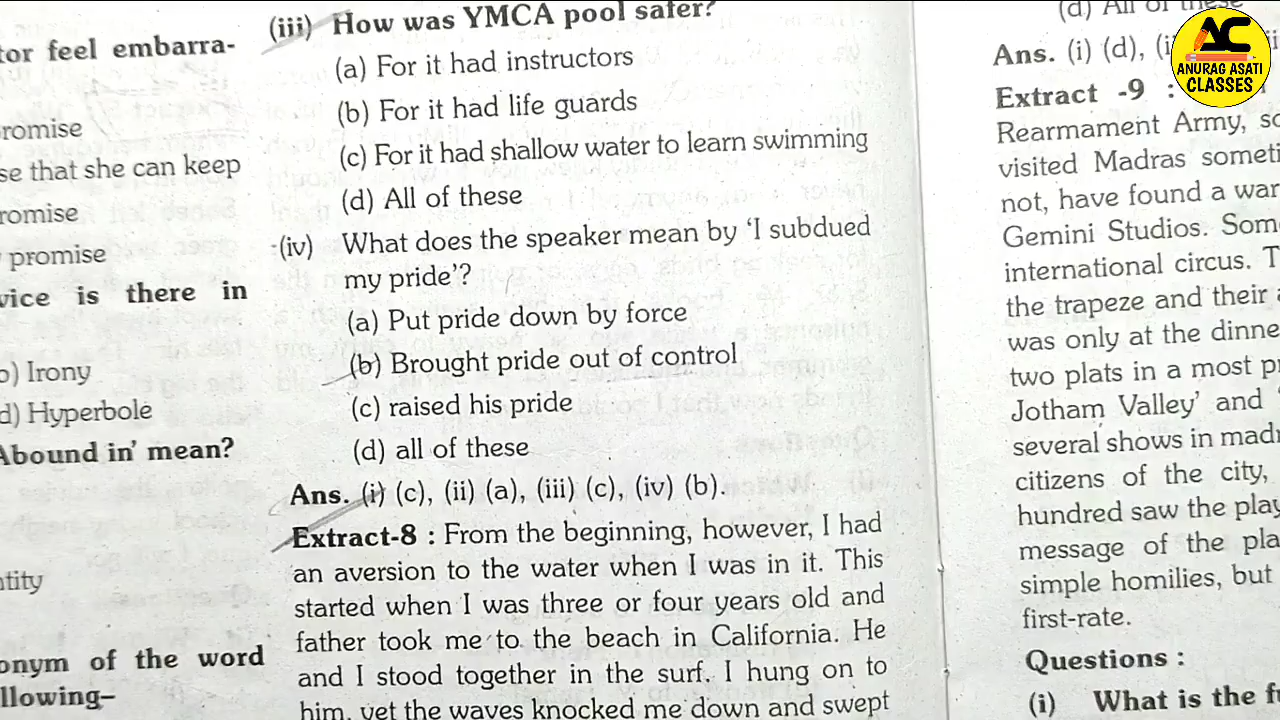 tor feel embarra-
romise
se that she can keep
romise
promise
vice is there in
b) Irony
d) Hyperbole
Abound in' mean?
ntity
onym of the word
llowing–
(iii) How was YMCA pool safer?
(a) For it had instructors
(b) For it had life guards
(c) For it had shallow water to learn swimming
(d) All of these
(iv) What does the speaker mean by 'I subdued
my pride'?
(a) Put pride down by force
(b) Brought pride out of control
(c) raised his pride
(d) all of these
Ans. (i) (c), (ii) (a), (iii) (c), (iv) (b).
Extract-8 : From the beginning, however, I had
an aversion to the water when I was in it. This
started when I was three or four years old and
father took me to the beach in California. He
and I stood together in the surf. I hung on to
him, yet the waves knocked me down and swept
(d) All of these
Ans. (i) (d), (i
Extract -9 :
Rearmament Army, so
visited Madras someti
not, have found a war
Gemini Studios. Som
international circus. T
the trapeze and their
was only at the dinne
two plats in a most p
Jotham Valley' and
several shows in mad
citizens of the city,
hundred saw the play
message of the pla
simple homilies, but
first-rate.
Questions :
(i) What is the f
AC
ANURAG ASATI
CLASSES